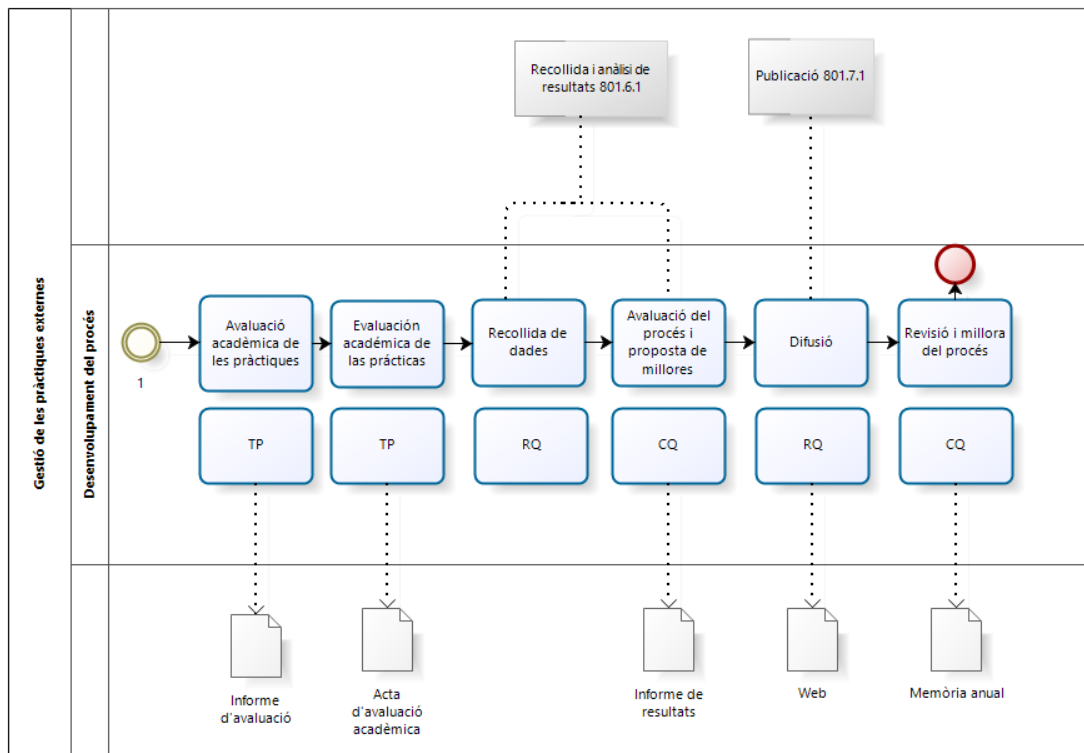 Gestió de les pràctiques externes
Desenvolupament del procés
Recollida i anàlisi de
resultats 801.6.1
Publicació 801.7.1
1
Avaluació
acadèmica de
les pràctiques
Evaluación
académica de
las prácticas
Recollida de
dades
Avaluació del
procés i
proposta de
millores
Difusió
Revisió i millora
del procés
TP
TP
RQ
CQ
RQ
CQ
Informe
d'avaluació
Acta
d'avaluació
acadèmica
Informe de
resultats
Web
Memòria anual